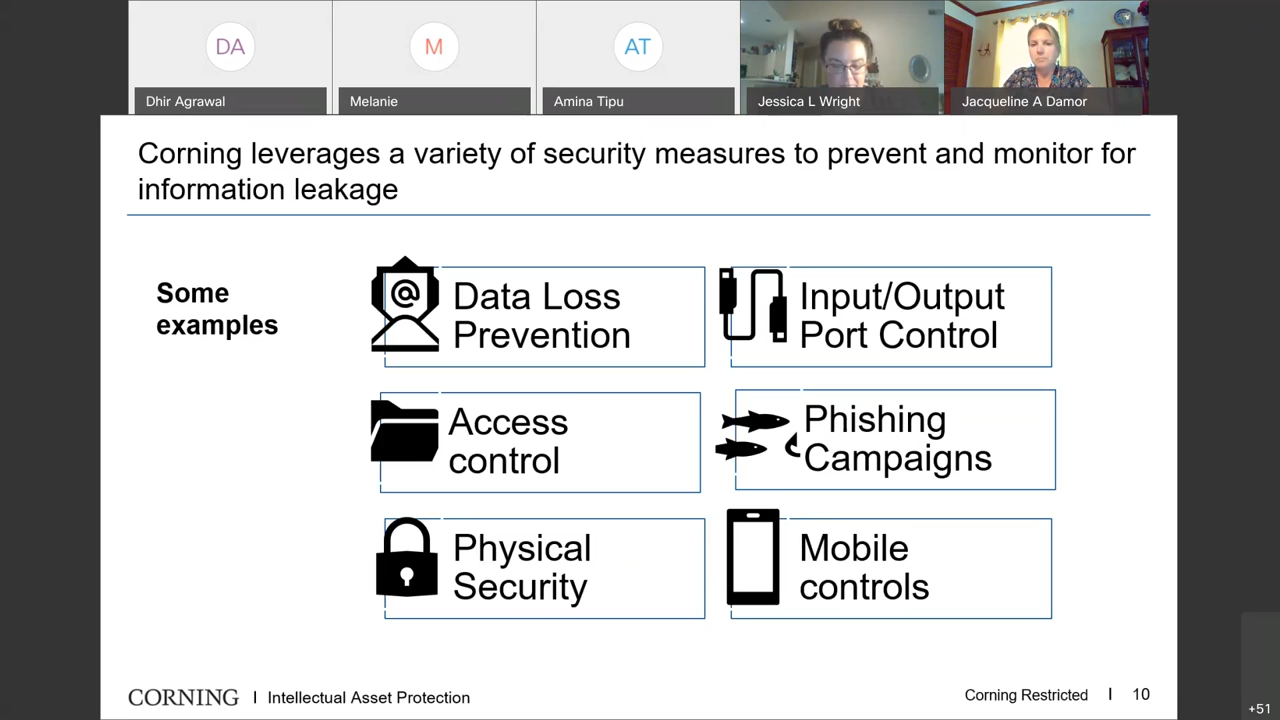 DA
M
AT
Dhir Agrawal
Melanie
Amina Tipu
Jessica L Wright
Jacqueline A Damor
Corning leverages a variety of security measures to prevent and monitor for
information leakage
Some
examples
@
Data Loss
Prevention
Input/Output
Port Control
Access
control
Phishing
Campaigns
Physical
Security
Mobile
controls
CORNING | Intellectual Asset Protection
Corning Restricted | 10
+51